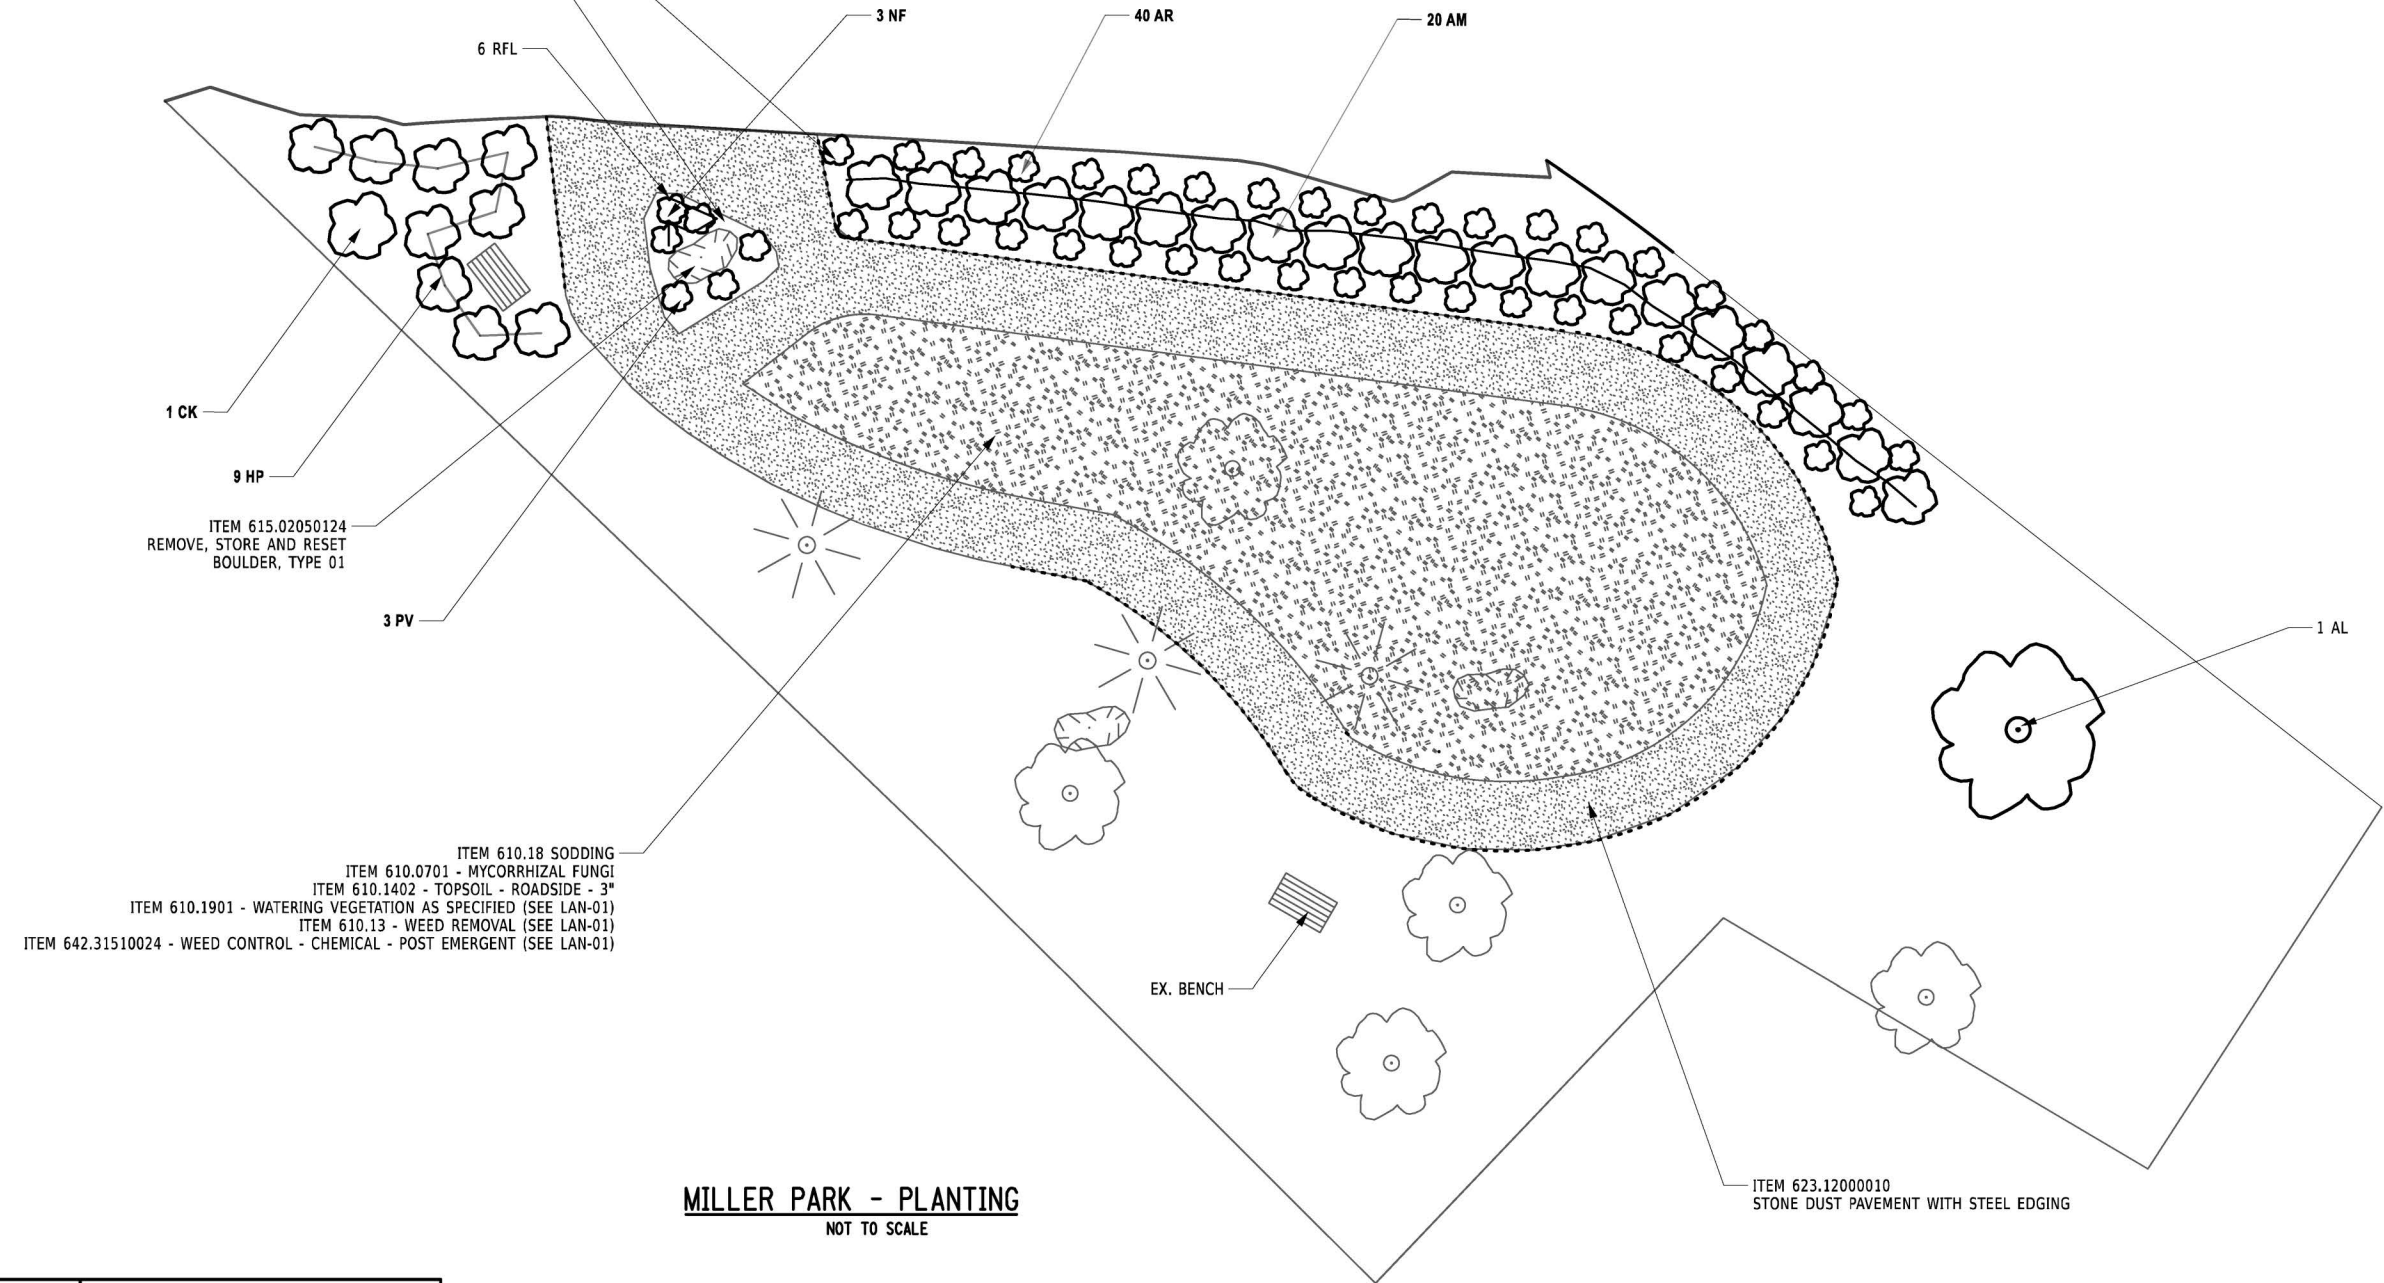 3 NF
40 AR
20 AM
6 RFL
1 CK
9 HP
ITEM 615.02050124
REMOVE, STORE AND RESET
BOULDER, TYPE 01
3 PV
1 AL
ITEM 610.18 SODDING
ITEM 610.0701 - MYCORRHIZAL FUNGI
ITEM 610.1402 - TOPSOIL - ROADSIDE - 3"
ITEM 610.1901 - WATERING VEGETATION AS SPECIFIED (SEE LAN-01)
ITEM 610.13 - WEED REMOVAL (SEE LAN-01)
ITEM 642.31510024 - WEED CONTROL - CHEMICAL - POST EMERGENT (SEE LAN-01)
EX. BENCH
ITEM 623.12000010
STONE DUST PAVEMENT WITH STEEL EDGING
MILLER PARK - PLANTING
NOT TO SCALE